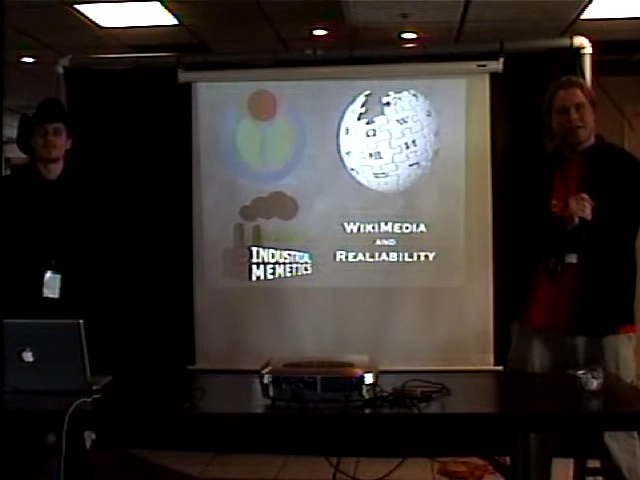 WIKIMEDIA
AND
REALIABILITY
INDUSTRIAL
MEMETICS
Ω W
И